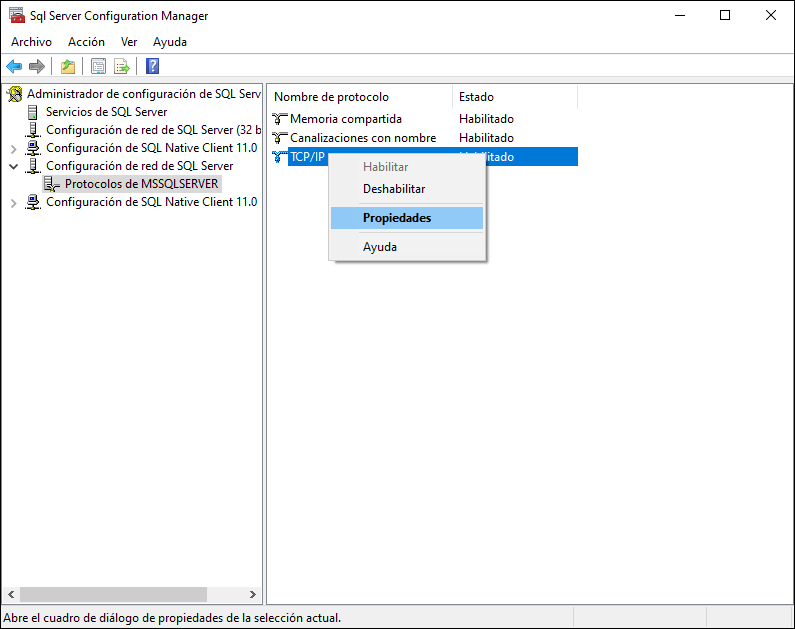 Sql Server Configuration Manager
Archivo Acción Ver Ayuda
Administrador de configuración de SQL Serv
Servicios de SQL Server
Configuración de red de SQL Server (32 b
Configuración de SQL Native Client 11.0
Configuración de red de SQL Server
Protocolos de MSSQLSERVER
Configuración de SQL Native Client 11.0
Nombre de protocolo Estado
Memoria compartida Habilitado
Canalizaciones con nombre Habilitado
TCP/IP ilitado
Habilitar
Deshabilitar
Propiedades
Ayuda
Abre el cuadro de diálogo de propiedades de la selección actual.